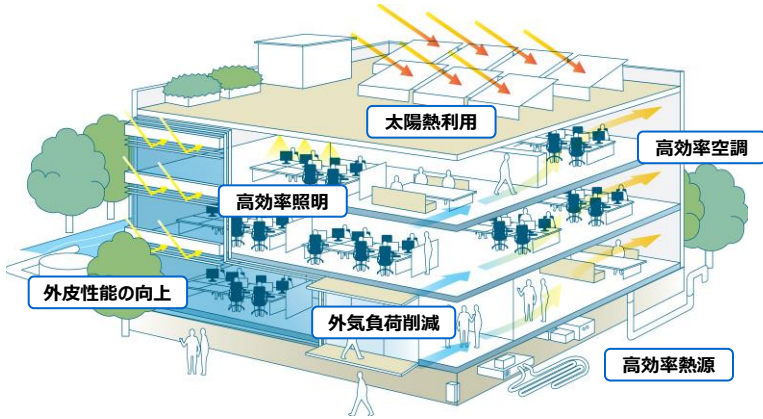 太陽熱利用
高効率空調
高効率照明
外皮性能の向上
外気負荷削減
高効率熱源